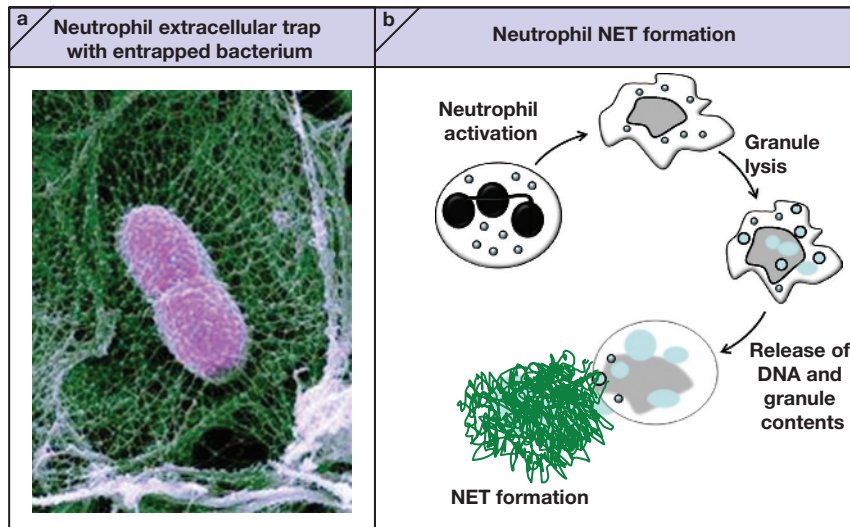 a
Neutrophil extracellular trap
with entrapped bacterium
b
Neutrophil NET formation
Neutrophil
activation
Granule
lysis
Release of
DNA and
granule
contents
NET formation